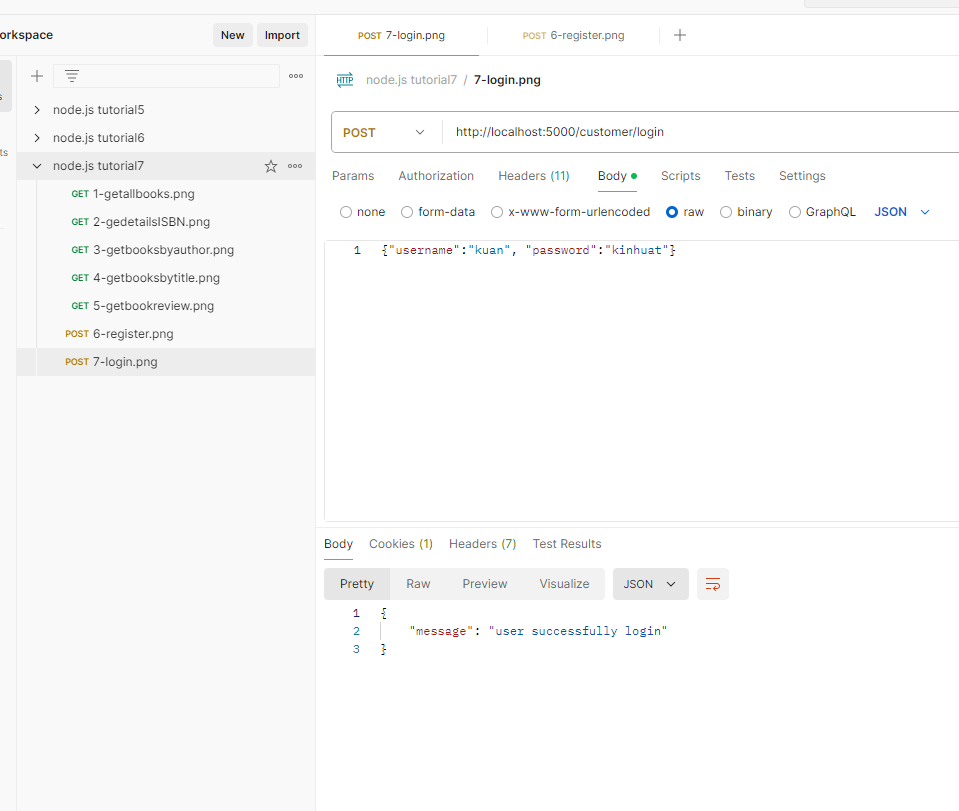 orkspace New Import
POST 7-login.png POST 6-register.png
HTTP node.js tutorial7 / 7-login.png
node.js tutorial5
node.js tutorial6
node.js tutorial7
GET 1-getallbooks.png
GET 2-gedetailsISBN.png
GET 3-getbooksbyauthor.png
GET 4-getbooksbytitle.png
GET 5-getbookreview.png
POST 6-register.png
POST 7-login.png
s
ts
POST http://localhost:5000/customer/login
Params Authorization Headers (11) Body Scripts Tests Settings
none form-data x-www-form-urlencoded raw binary GraphQL JSON
1 {"username":"kuan", "password":"kinhuat"}
Body Cookies (1) Headers (7) Test Results
Pretty Raw Preview Visualize JSON
1 {
2 "message": "user successfully login"
3 }